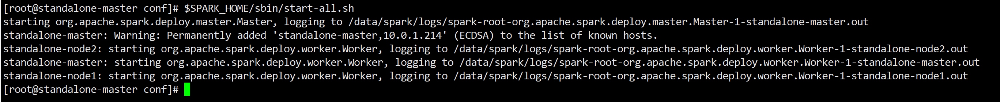 [root@standalone-master conf]# $SPARK_HOME/sbin/start-all.sh
starting org.apache.spark.deploy.master.Master, logging to /data/spark/logs/spark-root-org.apache.spark.deploy.master.Master-1-standalone-master.out
standalone-master: Warning: Permanently added 'standalone-master,10.0.1.214' (ECDSA) to the list of known hosts.
standalone-node2: starting org.apache.spark.deploy.worker.Worker, logging to /data/spark/logs/spark-root-org.apache.spark.deploy.worker.Worker-1-standalone-node2.out
standalone-master: starting org.apache.spark.deploy.worker.Worker, logging to /data/spark/logs/spark-root-org.apache.spark.deploy.worker.Worker-1-standalone-master.out
standalone-node1: starting org.apache.spark.deploy.worker.Worker, logging to /data/spark/logs/spark-root-org.apache.spark.deploy.worker.Worker-1-standalone-node1.out
[root@standalone-master conf]#